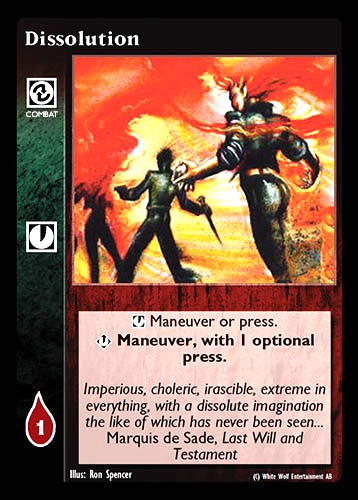 Dissolution
COMBAT
Maneuver or press.
Maneuver, with 1 optional
press.
Imperious, choleric, irascible, extreme in
everything, with a dissolute imagination
the like of which has never been seen...
Marquis de Sade, Last Will and
Testament
1
Illus: Ron Spencer
(C) White Wolf Entertainment AB